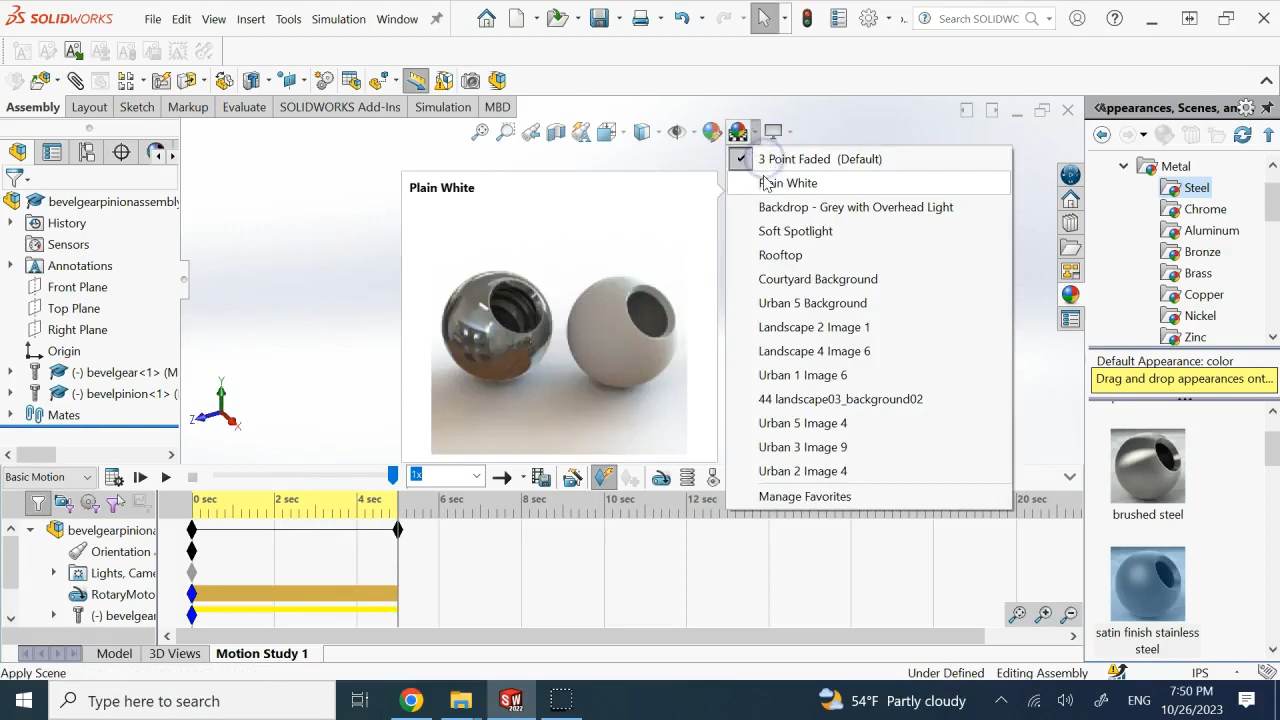 SOLIDWORKS File Edit View Insert Tools Simulation Window Search SOLIDWC
Assembly Layout Sketch Markup Evaluate SOLIDWORKS Add-Ins Simulation MBD
Appearances, Scenes, an
bevelgearpinionassembly
History
Sensors
Annotations
Front Plane
Top Plane
Right Plane
Origin
(-) bevelgear<1> (M
(-) bevelpinion<1> (
Mates
Z Y X
Plain White
3 Point Faded (Default)
Plain White
Backdrop - Grey with Overhead Light
Soft Spotlight
Rooftop
Courtyard Background
Urban 5 Background
Landscape 2 Image 1
Landscape 4 Image 6
Urban 1 Image 6
44 landscape03_background02
Urban 5 Image 4
Urban 3 Image 9
Urban 2 Image 4
Manage Favorites
Metal
Steel
Chrome
Aluminum
Bronze
Brass
Copper
Nickel
Zinc
Default Appearance: color
Drag and drop appearances ont...
brushed steel
satin finish stainless
steel
Basic Motion 1x
0 sec 2 sec 4 sec 6 sec 8 sec 10 sec 12 sec 20 sec
bevelgearpiniona
Orientation
Lights, Came
RotaryMoto
(-) bevelgea
Model 3D Views Motion Study 1
Apply Scene Under Defined Editing Assembly IPS
Type here to search SW 2022 54°F Partly cloudy ENG 7:50 PM
10/26/2023